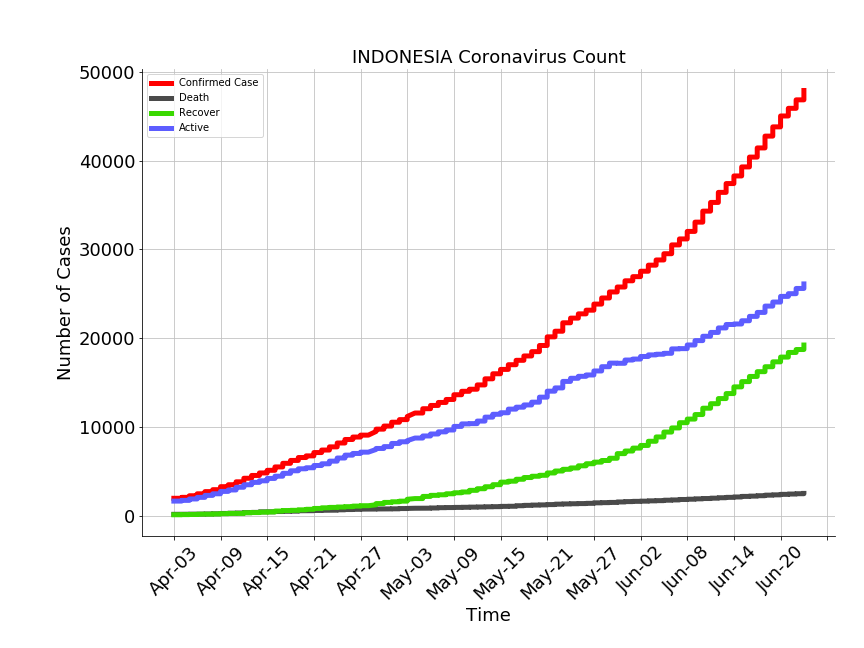 INDONESIA Coronavirus Count
Confirmed Case
Death
Recover
Active
50000
40000
30000
20000
10000
0
Number of Cases
Apr-03
Apr-09
Apr-15
Apr-21
Apr-27
May-03
May-09
May-15
May-21
May-27
Jun-02
Jun-08
Jun-14
Jun-20
Time